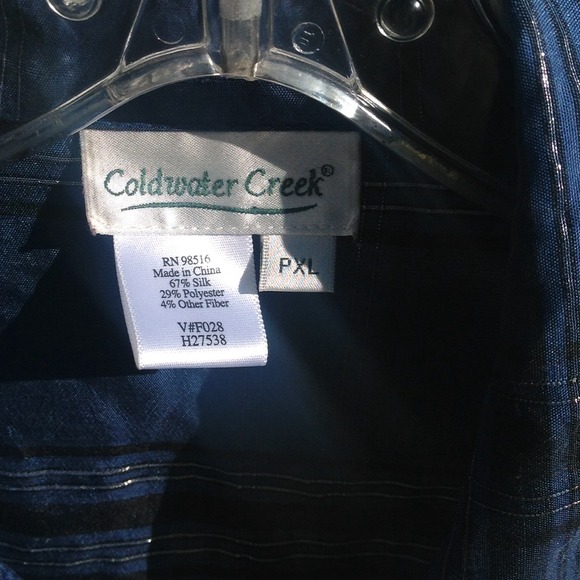 Coldwater Creek®
RN 98516
Made in China
67% Silk
29% Polyester
4% Other Fiber
V#F028
H27538
PXL